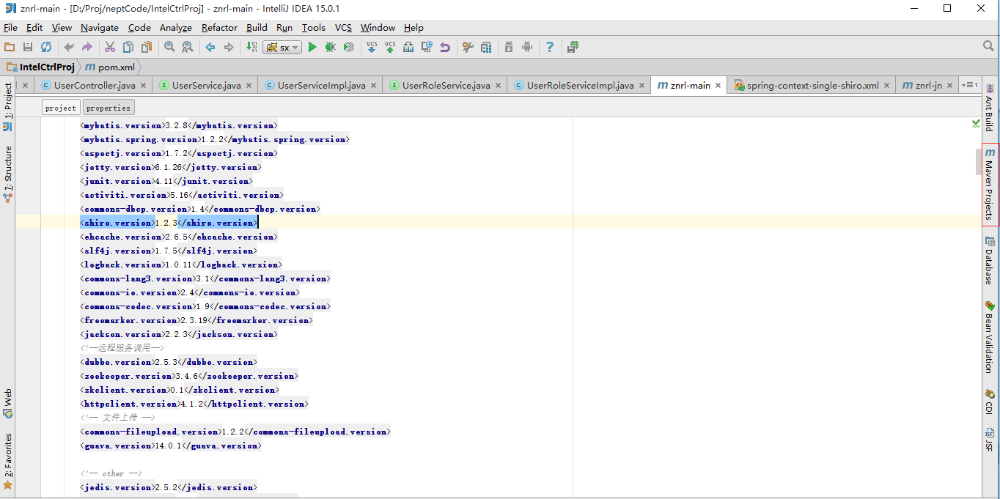 znrl-main - [D:/Proj/neptCode/IntelCtrlProj] - znrl-main - IntelliJ IDEA 15.0.1
File Edit View Navigate Code Analyze Refactor Build Run Tools VCS Window Help
sx VCS VCS ?
IntelCtrlProj m pom.xml
C UserController.java I UserService.java C UserServiceImpl.java I UserRoleService.java C UserRoleServiceImpl.java m znrl-main spring-context-single-shiro.xml m znrl-jn 1
project properties
<mybatis.version>3.2.8</mybatis.version>
<mybatis.spring.version>1.2.2</mybatis.spring.version>
<aspectj.version>1.7.2</aspectj.version>
<jetty.version>6.1.26</jetty.version>
<junit.version>4.11</junit.version>
<activiti.version>5.16</activiti.version>
<commons-dbcp.version>1.4</commons-dbcp.version>
<shiro.version>1.2.3</shiro.version>
<ehcache.version>2.6.5</ehcache.version>
<slf4j.version>1.7.5</slf4j.version>
<logback.version>1.0.11</logback.version>
<commons-lang3.version>3.1</commons-lang3.version>
<commons-io.version>2.4</commons-io.version>
<commons-codec.version>1.9</commons-codec.version>
<freemarker.version>2.3.19</freemarker.version>
<jackson.version>2.2.3</jackson.version>
<!--远程服务调用-->
<dubbo.version>2.5.3</dubbo.version>
<zookeeper.version>3.4.6</zookeeper.version>
<zkclient.version>0.1</zkclient.version>
<httpclient.version>4.1.2</httpclient.version>
<!-- 文件上传 -->
<commons-fileupload.version>1.2.2</commons-fileupload.version>
<guava.version>14.0.1</guava.version>
<!-- other -->
<jedis.version>2.5.2</jedis.version>
1: Project
7: Structure
Web
2: Favorites
Ant Build
m Maven Projects
Database
Bean Validation
CDI
JSF